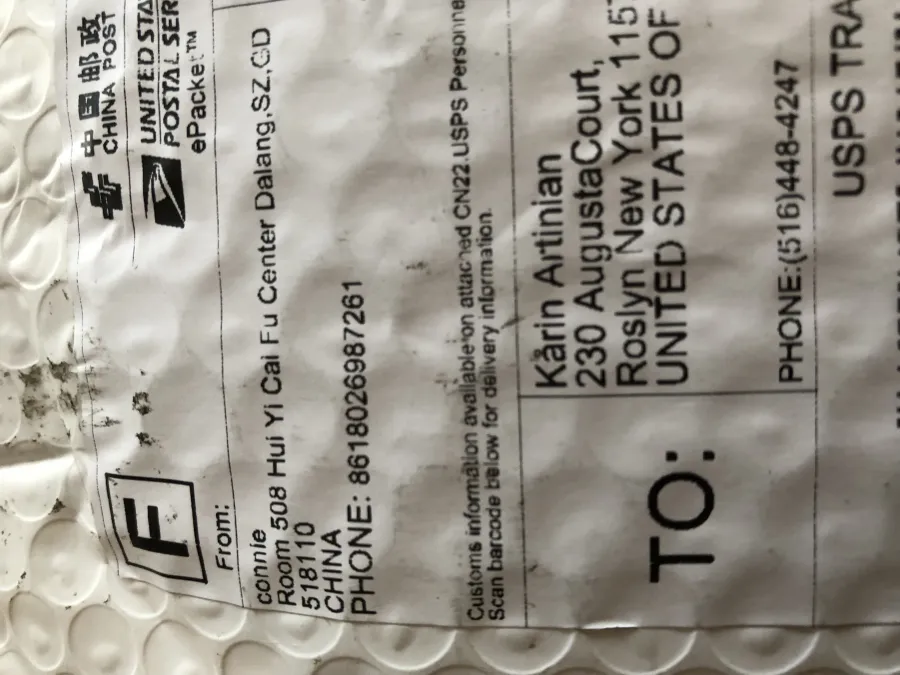 中国邮政
CHINA POST
UNITED STA
POSTAL SER
ePacket™
F
From:
connie
Room 508 Hui Yi Cai Fu Center Dalang,SZ,GD
518110
CHINA
PHONE: 8618026987261
Customs information available on attached CN22.USPS Personne
Scan barcode below for delivery information.
TO:
Karin Artinian
230 AugustaCourt,
Roslyn New York 115
UNITED STATES OF
PHONE:(516)448-4247
USPS TRA